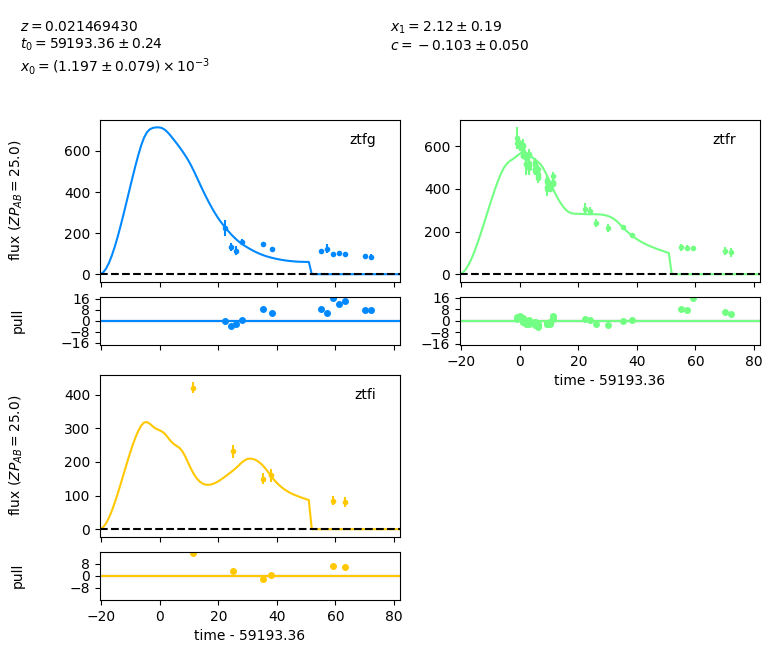 z = 0.021469430
t₀ = 59193.36 ± 0.24
x₀ = (1.197 ± 0.079) × 10⁻³
x₁ = 2.12 ± 0.19
c = −0.103 ± 0.050
flux (ZP_AB = 25.0)
600
400
200
0
ztfg
600
400
200
0
ztfr
pull
16
8
0
−8
−16
16
8
0
−8
−16
−20
0
20
40
60
80
time - 59193.36
flux (ZP_AB = 25.0)
400
300
200
100
0
ztfi
pull
8
0
−8
−20
0
20
40
60
80
time - 59193.36